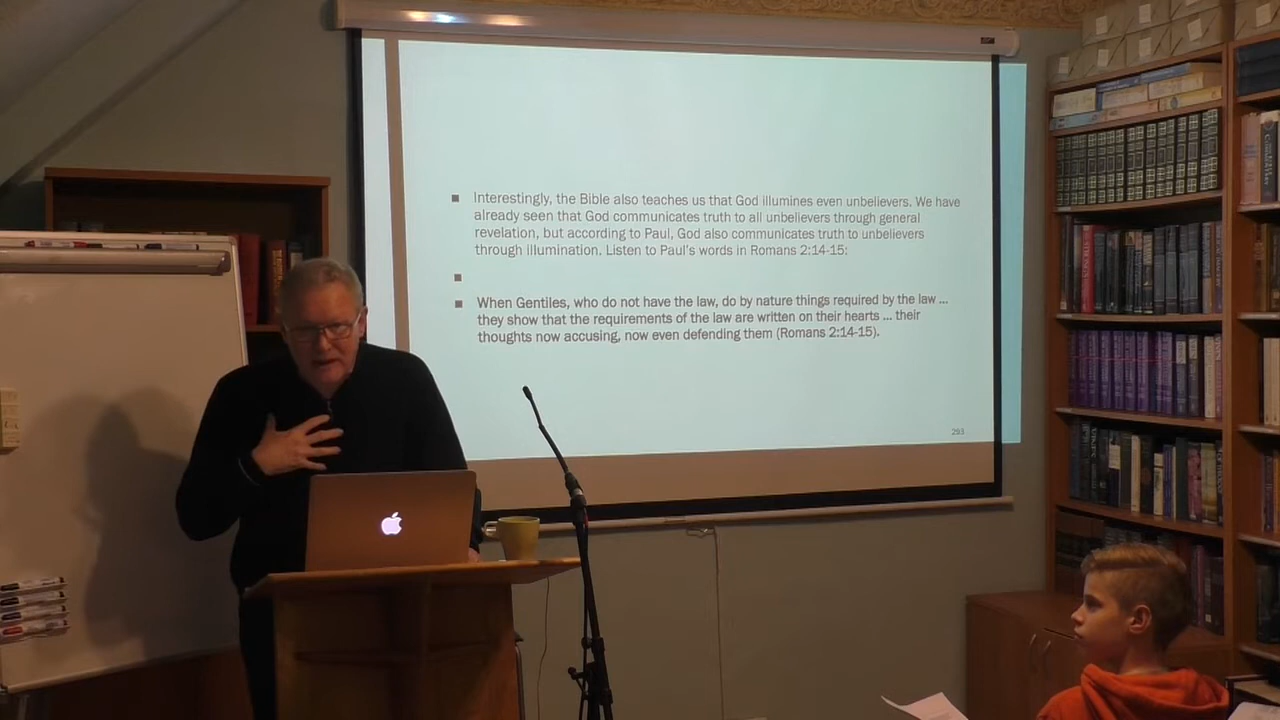 Interestingly, the Bible also teaches us that God illumines even unbelievers. We have
already seen that God communicates truth to all unbelievers through general
revelation, but according to Paul, God also communicates truth to unbelievers
through illumination. Listen to Paul's words in Romans 2:14-15:
When Gentiles, who do not have the law, do by nature things required by the law ...
they show that the requirements of the law are written on their hearts ... their
thoughts now accusing, now even defending them (Romans 2:14-15).
293